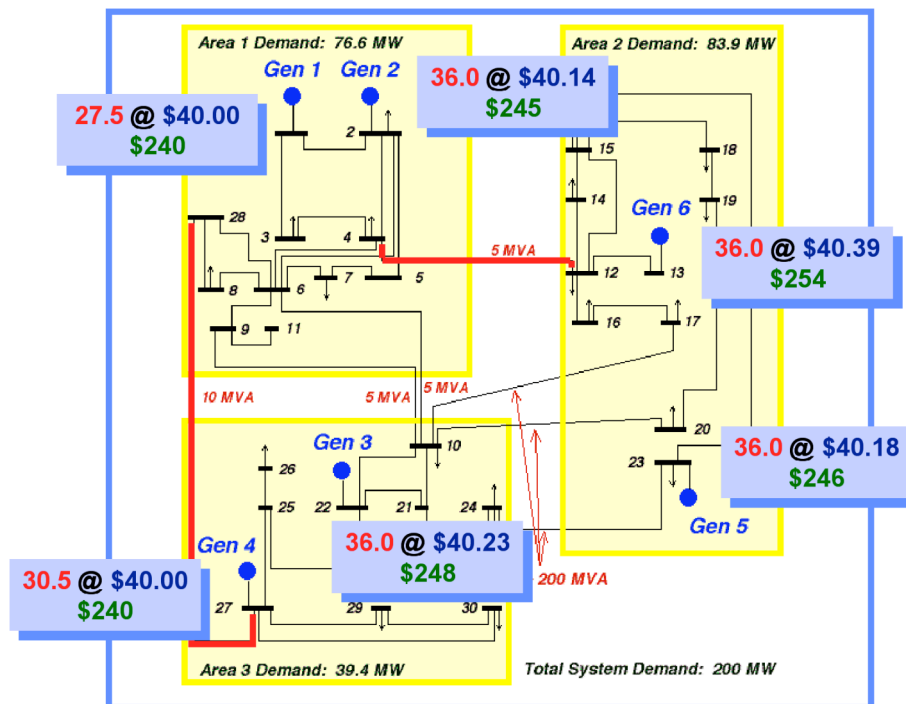 Area 1 Demand: 76.6 MW
Area 2 Demand: 83.9 MW
Gen 1
Gen 2
36.0 @ $40.14
$245
27.5 @ $40.00
$240
2
15
18
14
19
28
3
4
Gen 6
5 MVA
12
13
36.0 @ $40.39
$254
8
6
7
5
9
11
16
17
10 MVA
5 MVA
5 MVA
20
10
Gen 3
36.0 @ $40.18
$246
26
23
25
22
21
24
Gen 5
Gen 4
36.0 @ $40.23
$248
30.5 @ $40.00
$240
200 MVA
27
29
30
Area 3 Demand: 39.4 MW
Total System Demand: 200 MW